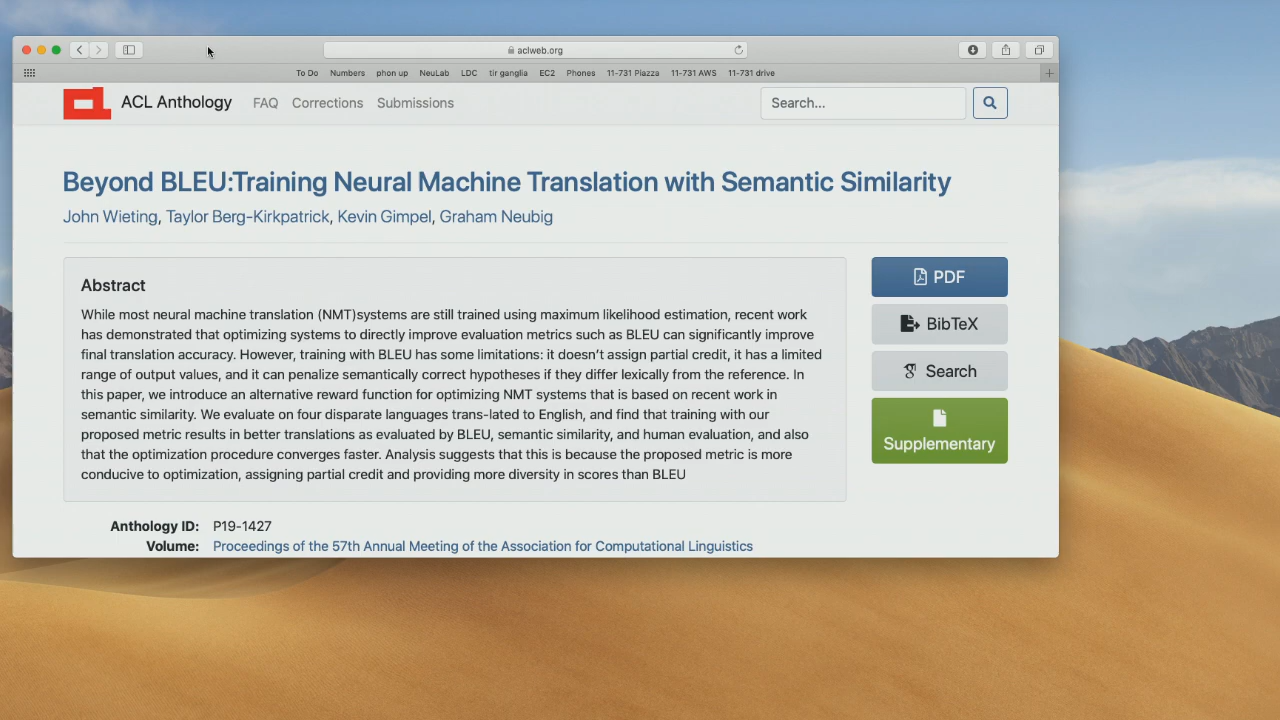 aclweb.org
To Do Numbers phon up NeuLab LDC tir ganglia EC2 Phones 11-731 Piazza 11-731 AWS 11-731 drive
ACL Anthology FAQ Corrections Submissions Search...
Beyond BLEU:Training Neural Machine Translation with Semantic Similarity
John Wieting, Taylor Berg-Kirkpatrick, Kevin Gimpel, Graham Neubig
Abstract
While most neural machine translation (NMT)systems are still trained using maximum likelihood estimation, recent work
has demonstrated that optimizing systems to directly improve evaluation metrics such as BLEU can significantly improve
final translation accuracy. However, training with BLEU has some limitations: it doesn't assign partial credit, it has a limited
range of output values, and it can penalize semantically correct hypotheses if they differ lexically from the reference. In
this paper, we introduce an alternative reward function for optimizing NMT systems that is based on recent work in
semantic similarity. We evaluate on four disparate languages trans-lated to English, and find that training with our
proposed metric results in better translations as evaluated by BLEU, semantic similarity, and human evaluation, and also
that the optimization procedure converges faster. Analysis suggests that this is because the proposed metric is more
conducive to optimization, assigning partial credit and providing more diversity in scores than BLEU
PDF
BibTeX
Search
Supplementary
Anthology ID: P19-1427
Volume: Proceedings of the 57th Annual Meeting of the Association for Computational Linguistics